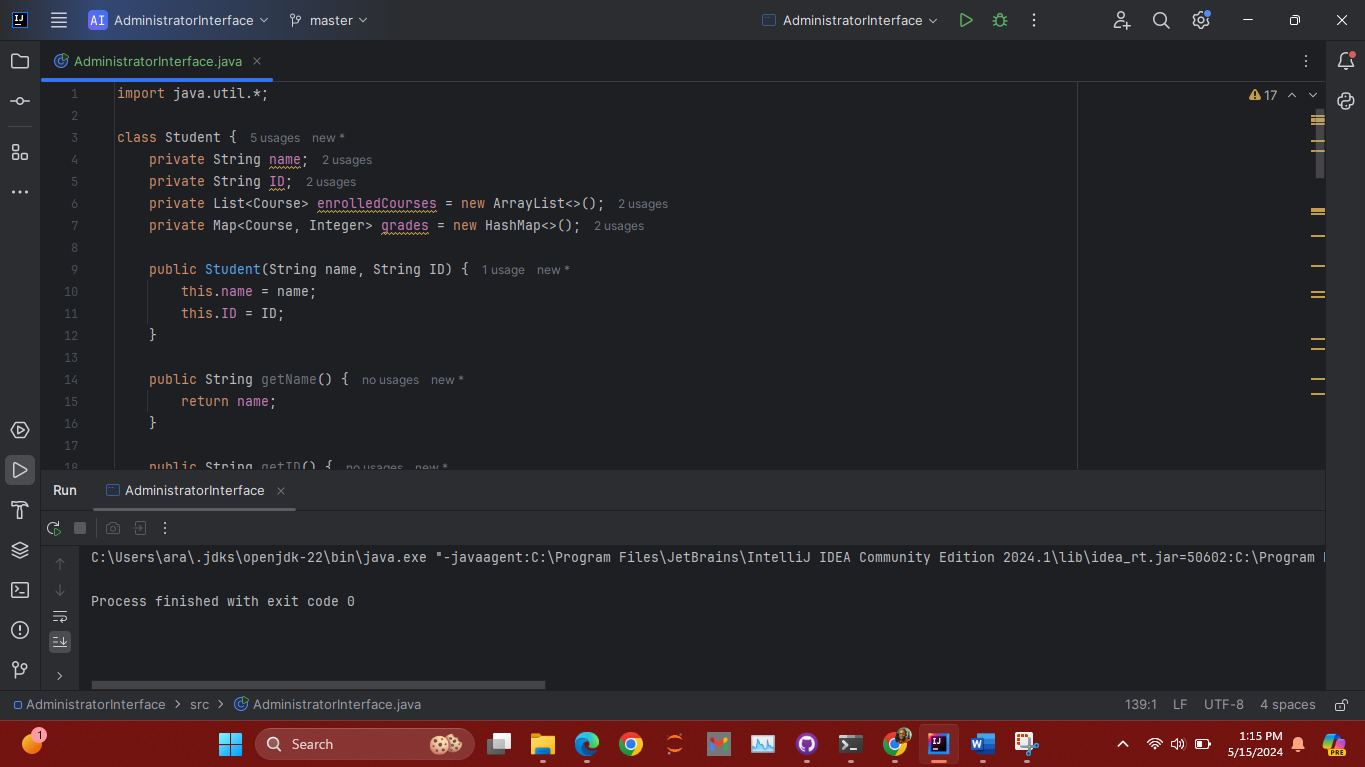 AI AdministratorInterface master AdministratorInterface
AdministratorInterface.java
17
1 import java.util.*;
2
3 class Student { 5 usages new *
4 private String name; 2 usages
5 private String ID; 2 usages
6 private List<Course> enrolledCourses = new ArrayList<>(); 2 usages
7 private Map<Course, Integer> grades = new HashMap<>(); 2 usages
8
9 public Student(String name, String ID) { 1 usage new *
10 this.name = name;
11 this.ID = ID;
12 }
13
14 public String getName() { no usages new *
15 return name;
16 }
17
18 public String getID() { no usages new *
Run AdministratorInterface
C:\Users\ara\.jdks\openjdk-22\bin\java.exe "-javaagent:C:\Program Files\JetBrains\IntelliJ IDEA Community Edition 2024.1\lib\idea_rt.jar=50602:C:\Program
Process finished with exit code 0
AdministratorInterface > src > AdministratorInterface.java 139:1 LF UTF-8 4 spaces
1 Search 1:15 PM
5/15/2024
PRE